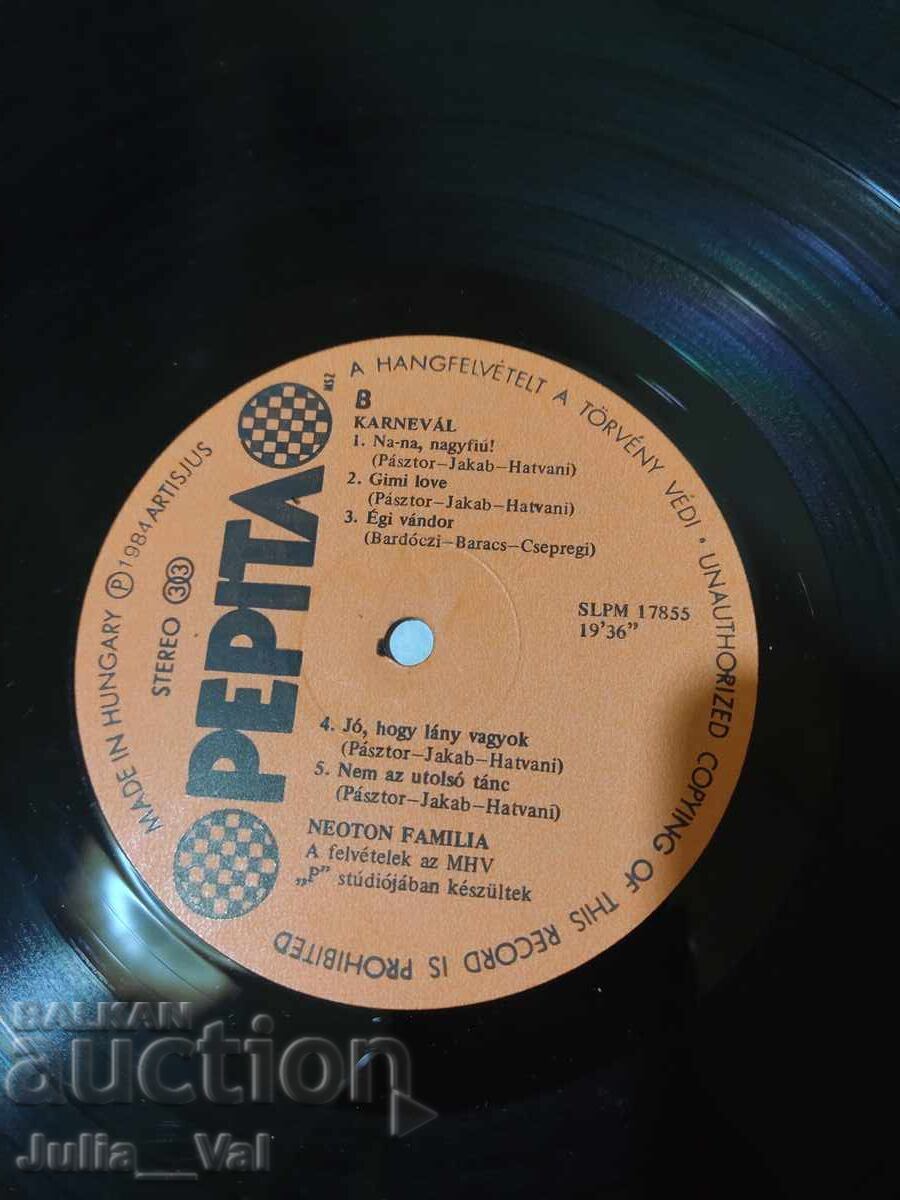 A HANGFELVÉTELT A TÖRVÉNY VÉDI • UNAUTHORIZED COPYING OF THIS RECORD IS PROHIBITED
MADE IN HUNGARY Ⓟ 1984 ARTISJUS
STEREO 33
PEPITA
MSZ
B
KARNEVÁL
1. Na-na, nagyfiú!
(Pásztor–Jakab–Hatvani)
2. Gimi love
(Pásztor–Jakab–Hatvani)
3. Égi vándor
(Bardóczi–Baracs–Csepregi)
SLPM 17855
19'36"
4. Jó, hogy lány vagyok
(Pásztor–Jakab–Hatvani)
5. Nem az utolsó tánc
(Pásztor–Jakab–Hatvani)
NEOTON FAMILIA
A felvételek az MHV
„P” stúdiójában készültek
BALKAN
auction
Julia__Val